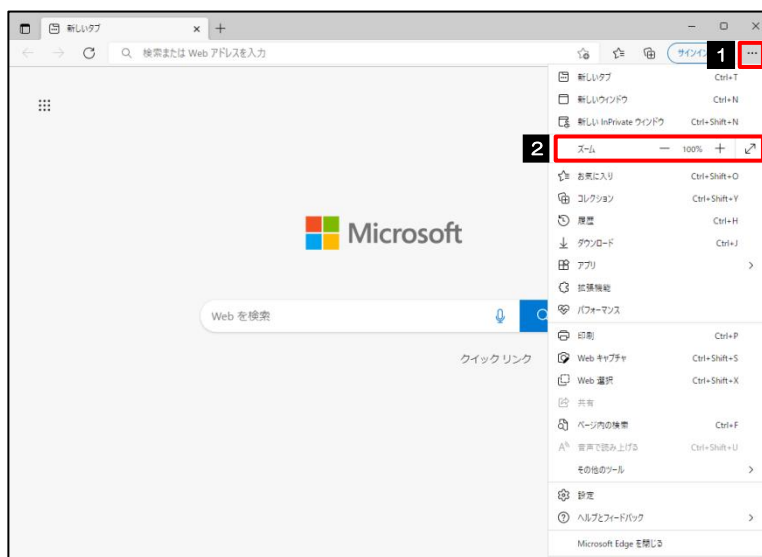 新しいタブ
検索または Web アドレスを入力
サインイン
1
新しいタブ Ctrl+T
新しいウィンドウ Ctrl+N
新しい InPrivate ウィンドウ Ctrl+Shift+N
2
ズーム 100%
お気に入り Ctrl+Shift+O
コレクション Ctrl+Shift+Y
履歴 Ctrl+H
ダウンロード Ctrl+J
アプリ
拡張機能
パフォーマンス
印刷 Ctrl+P
Web キャプチャ Ctrl+Shift+S
Web 選択 Ctrl+Shift+X
共有
ページ内の検索 Ctrl+F
音声で読み上げる Ctrl+Shift+U
その他のツール
設定
ヘルプとフィードバック
Microsoft Edge を閉じる
Microsoft
Web を検索
クイック リンク